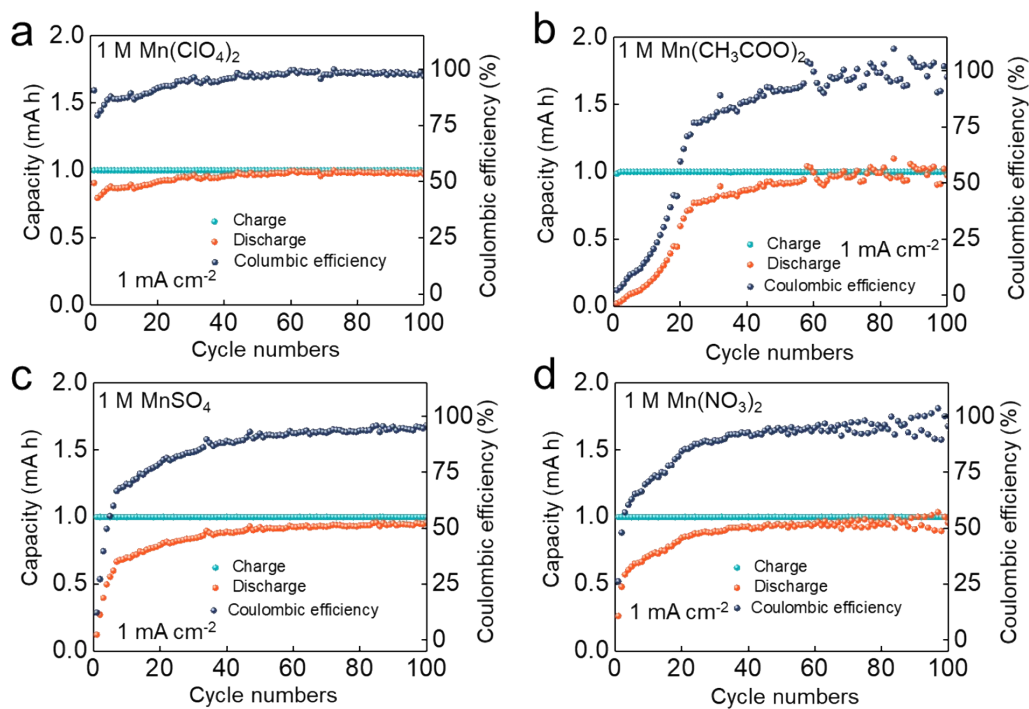 a
1 M Mn(ClO4)2
2.0
1.5
1.0
0.5
0.0
Capacity (mA h)
100
75
50
25
0
Coulombic efficiency (%)
Charge
Discharge
Columbic efficiency
1 mA cm-2
0 20 40 60 80 100
Cycle numbers
b
1 M Mn(CH3COO)2
2.0
1.5
1.0
0.5
0.0
Capacity (mA h)
100
75
50
25
0
Coulombic efficiency (%)
Charge
1 mA cm-2
Discharge
Coulombic efficiency
0 20 40 60 80 100
Cycle numbers
c
1 M MnSO4
2.0
1.5
1.0
0.5
0.0
Capacity (mA h)
100
75
50
25
0
Coulombic efficiency (%)
Charge
Discharge
Coulombic efficiency
1 mA cm-2
0 20 40 60 80 100
Cycle numbers
d
1 M Mn(NO3)2
2.0
1.5
1.0
0.5
0.0
Capacity (mA h)
100
75
50
25
0
Coulombic efficiency (%)
Charge
Discharge
Coulombic efficiency
1 mA cm-2
0 20 40 60 80 100
Cycle numbers